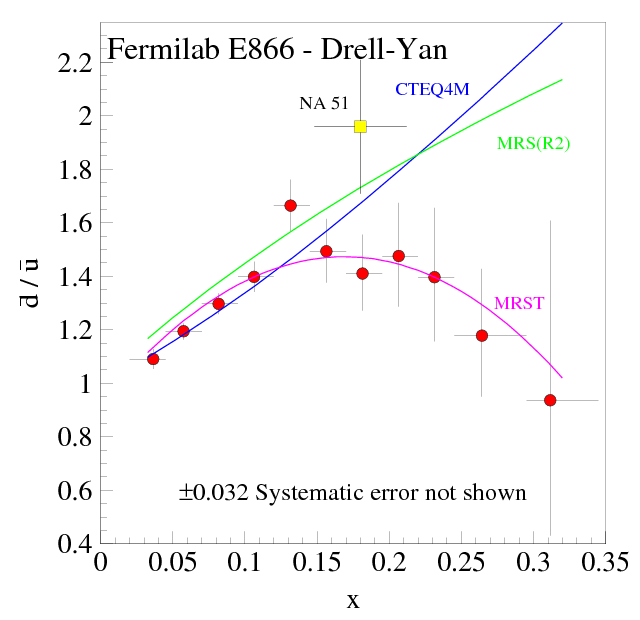 Fermilab E866 - Drell-Yan
2.2
2
1.8
1.6
1.4
1.2
1
0.8
0.6
0.4
NA 51
CTEQ4M
MRS(R2)
MRST
±0.032 Systematic error not shown
0 0.05 0.1 0.15 0.2 0.25 0.3 0.35
x
d̄ / ū